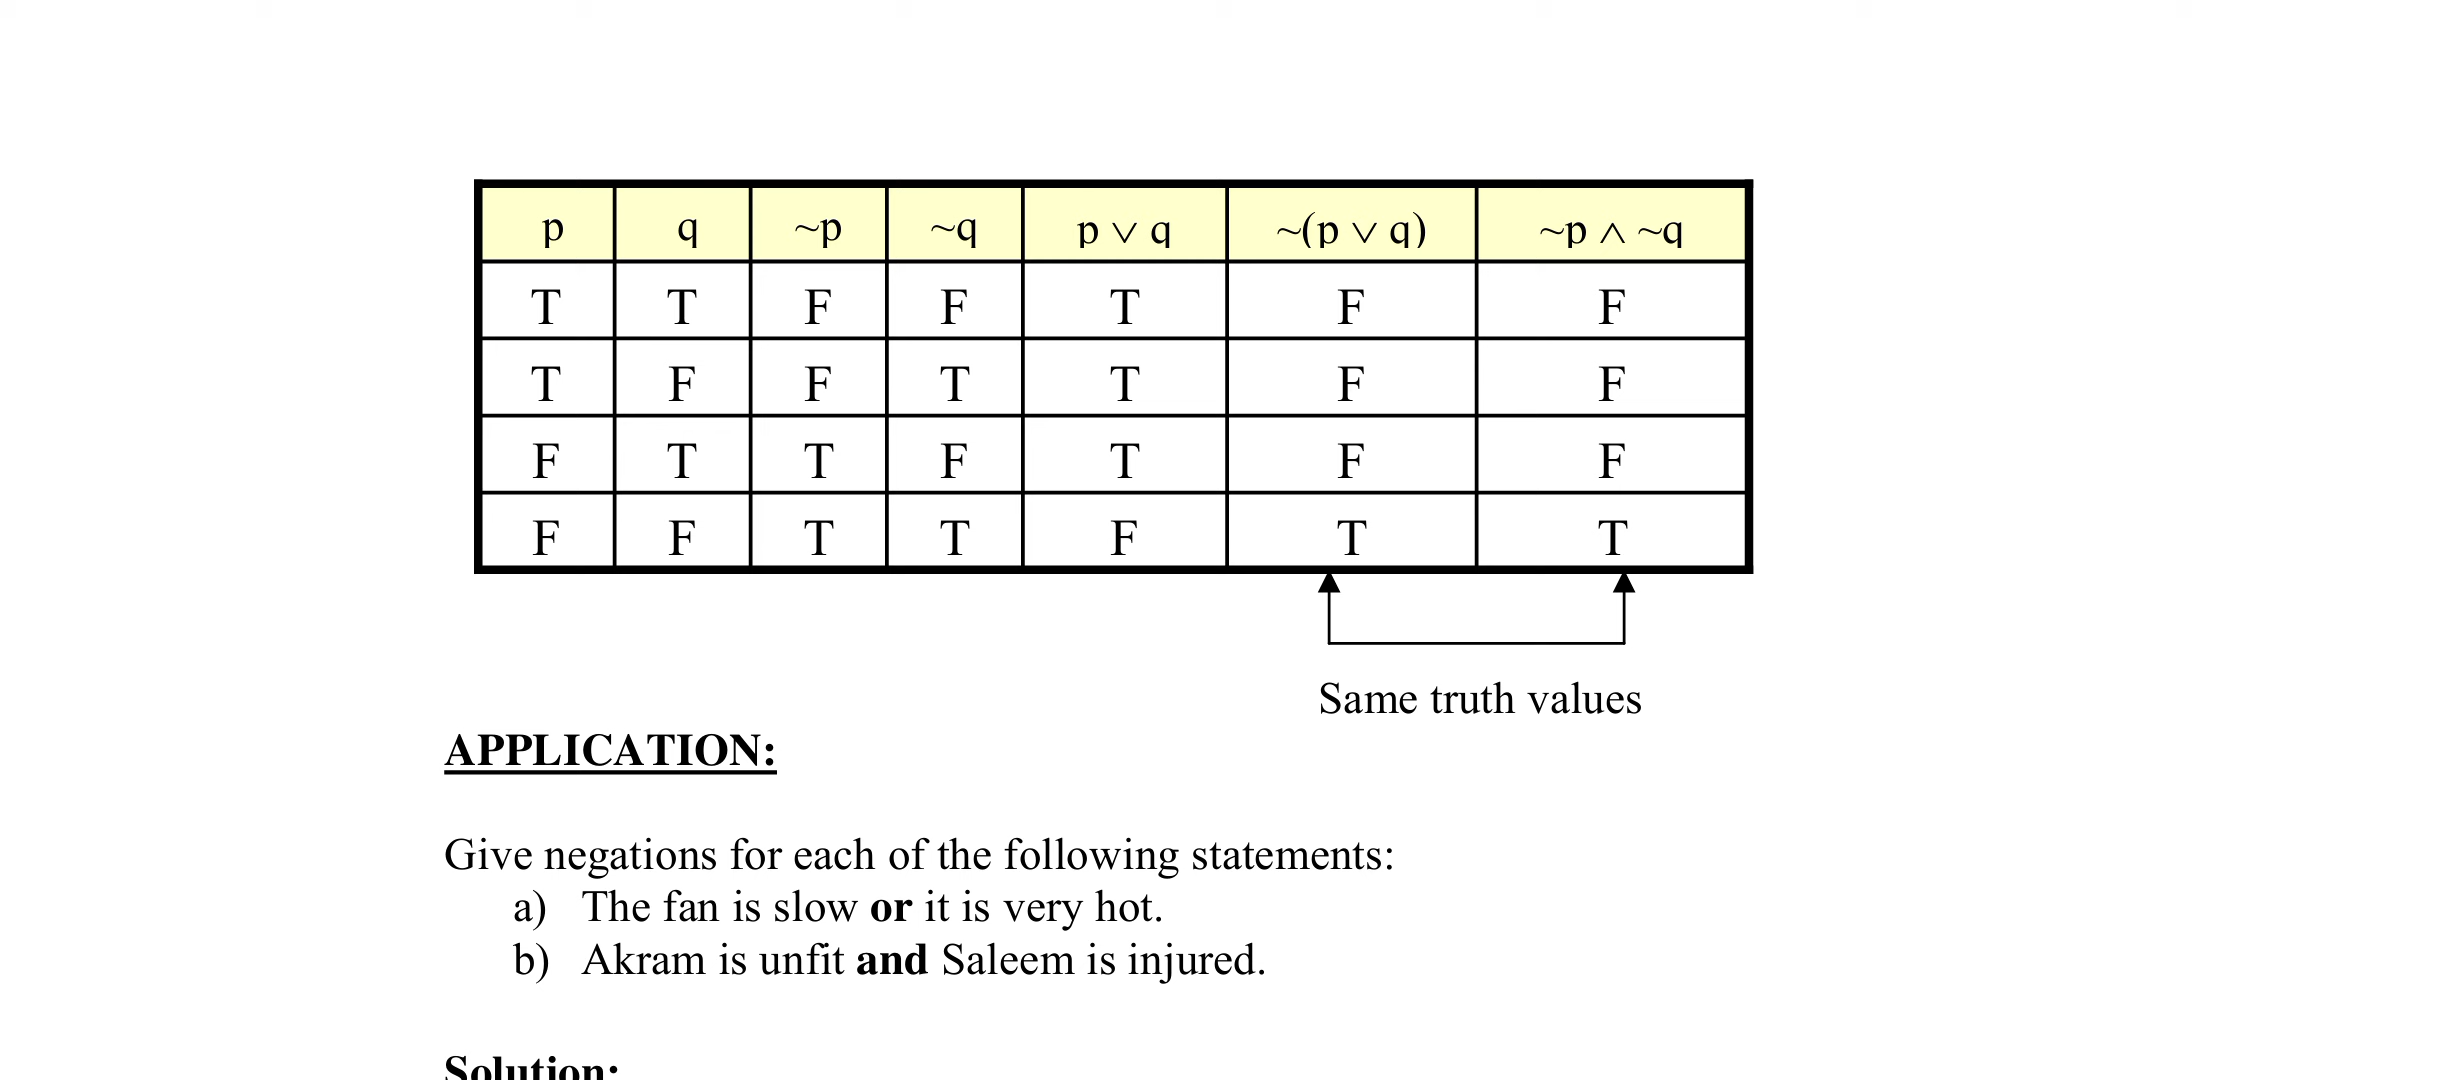 p q ~p ~q p ∨ q ~(p ∨ q) ~p ∧ ~q
T T F F T F F
T F F T T F F
F T T F T F F
F F T T F T T
Same truth values
APPLICATION:
Give negations for each of the following statements:
a) The fan is slow or it is very hot.
b) Akram is unfit and Saleem is injured.
Solution: